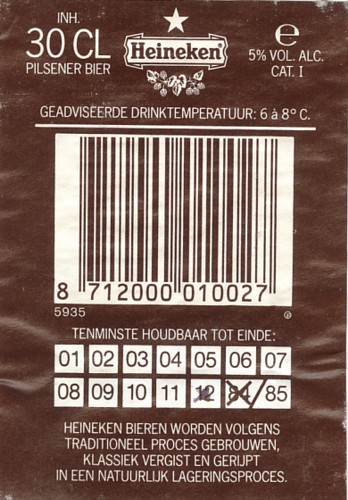 INH.
30 CL
PILSENER BIER
Heineken
℮
5% VOL. ALC.
CAT. I
GEADVISEERDE DRINKTEMPERATUUR: 6 à 8° C.
8 712000 010027
5935
TENMINSTE HOUDBAAR TOT EINDE:
01 02 03 04 05 06 07
08 09 10 11 12 84/85
HEINEKEN BIEREN WORDEN VOLGENS
TRADITIONEEL PROCES GEBROUWEN,
KLASSIEK VERGIST EN GERIJPT
IN EEN NATUURLIJK LAGERINGSPROCES.